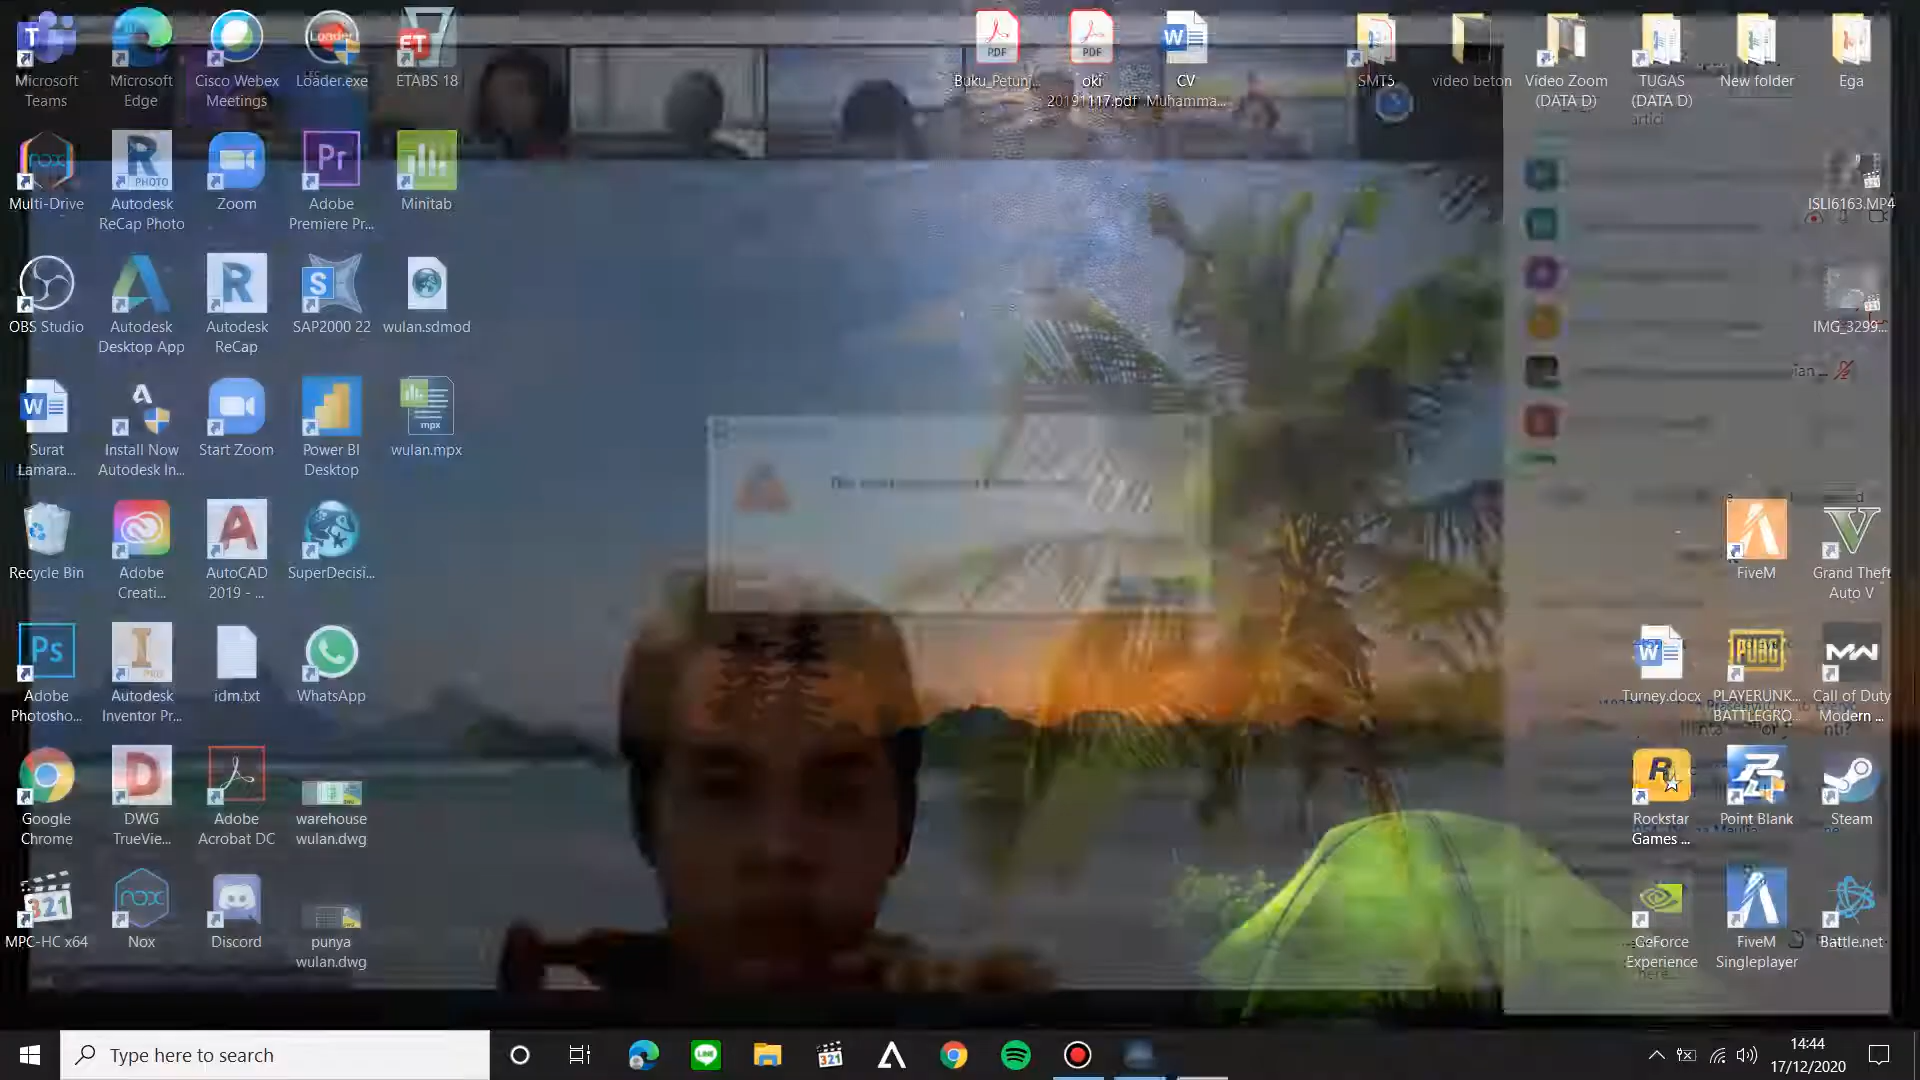 Microsoft
Teams
Microsoft
Edge
Cisco Webex
Meetings
Loader.exe
ETABS 18
Buku_Petunj...
oki
20191117.pdf
CV
Muhamma...
SMT5
video beton
Video Zoom
(DATA D)
TUGAS
(DATA D)
New folder
Ega
Multi-Drive
Autodesk
ReCap Photo
Zoom
Adobe
Premiere Pr...
Minitab
ISLI6163.MP4
OBS Studio
Autodesk
Desktop App
Autodesk
ReCap
SAP2000 22
wulan.sdmod
IMG_3299...
Surat
Lamara...
Install Now
Autodesk In...
Start Zoom
Power BI
Desktop
wulan.mpx
Recycle Bin
Adobe
Creati...
AutoCAD
2019 - ...
SuperDecisi...
FiveM
Grand Theft
Auto V
Adobe
Photosho...
Autodesk
Inventor Pr...
idm.txt
WhatsApp
Turney.docx
PLAYERUNK...
BATTLEGRO...
Call of Duty
Modern ...
Google
Chrome
DWG
TrueVie...
Adobe
Acrobat DC
warehouse
wulan.dwg
Rockstar
Games ...
Point Blank
Steam
MPC-HC x64
Nox
Discord
punya
wulan.dwg
GeForce
Experience
FiveM
Singleplayer
Battle.net
Type here to search
14:44
17/12/2020